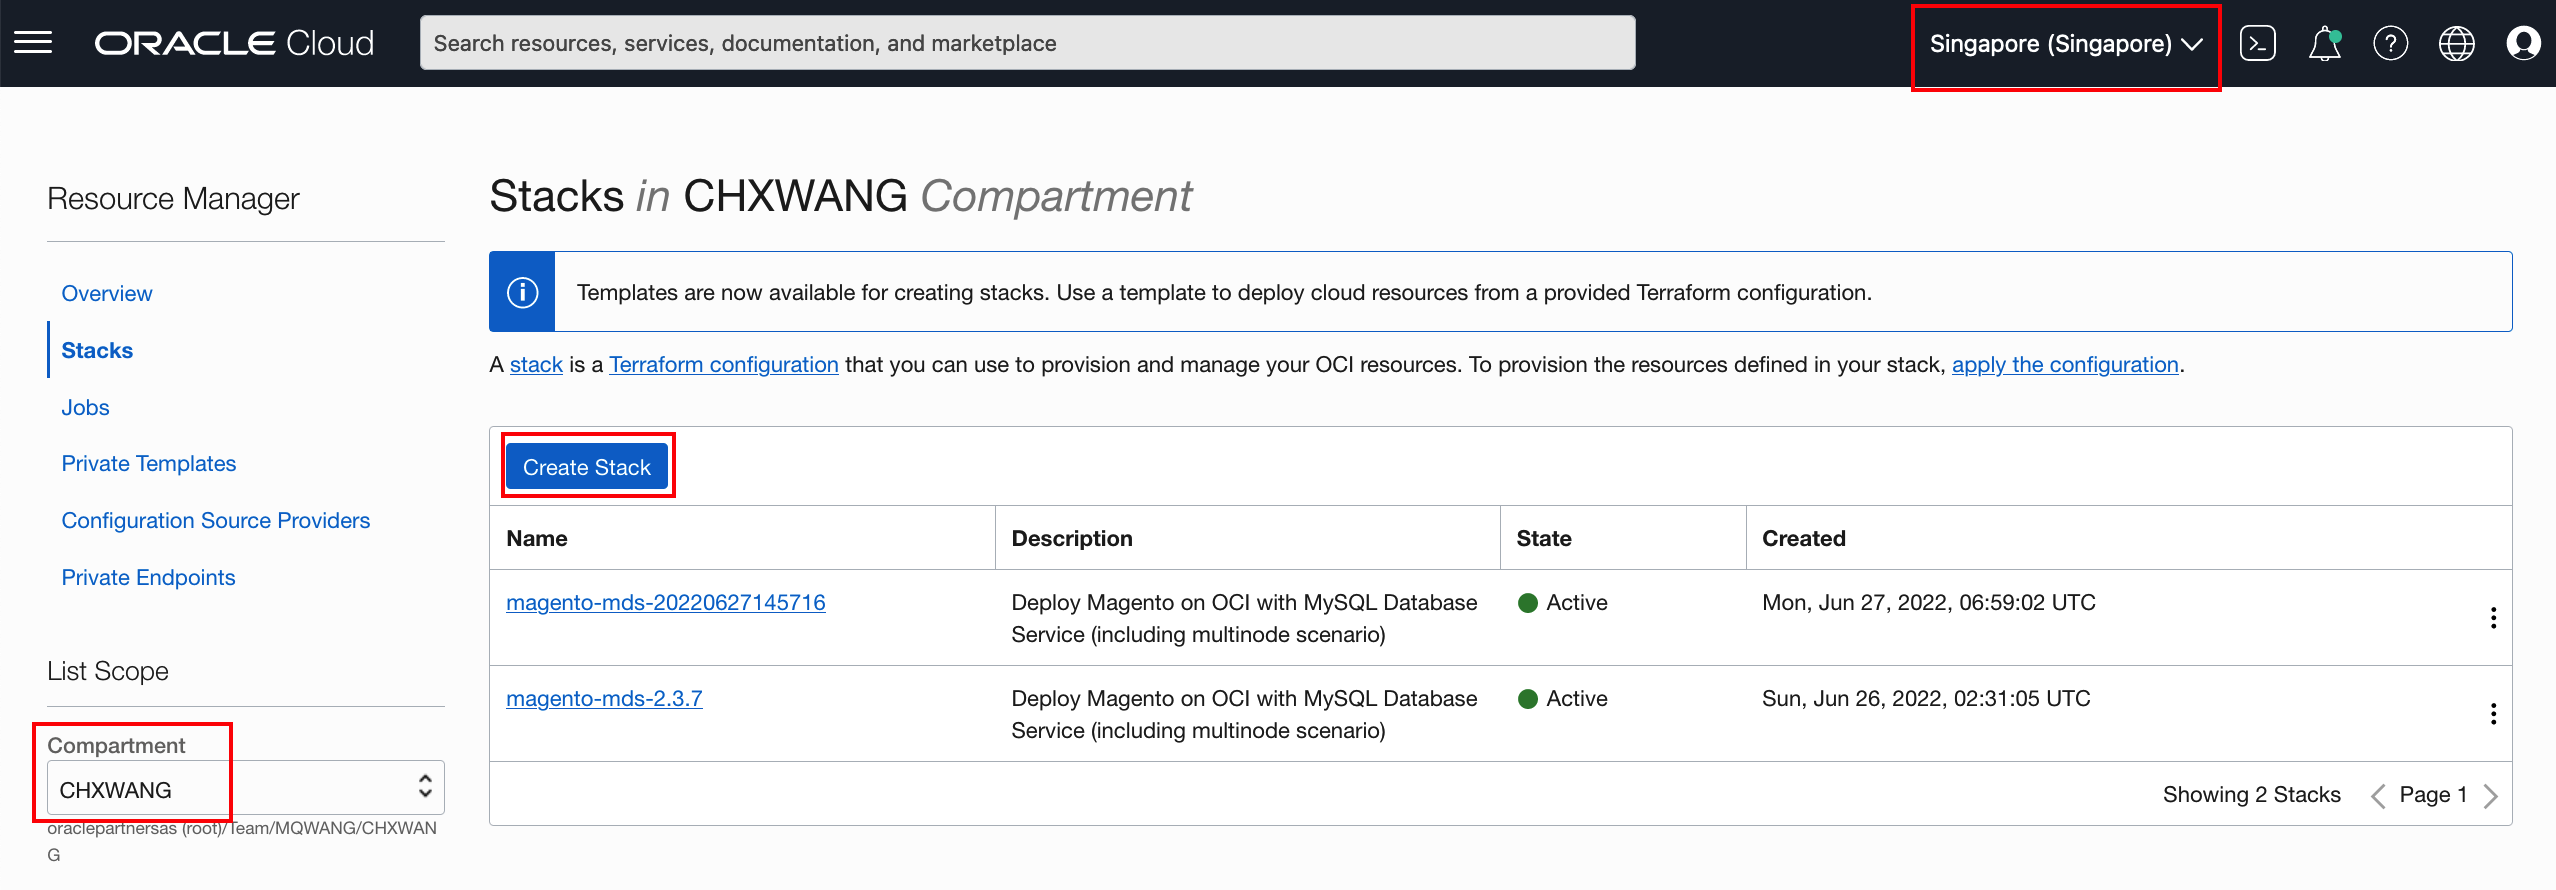 ORACLE Cloud
Search resources, services, documentation, and marketplace
Singapore (Singapore)
Resource Manager
Overview
Stacks
Jobs
Private Templates
Configuration Source Providers
Private Endpoints
List Scope
Compartment
CHXWANG
oraclepartnersas (root)/Team/MQWANG/CHXWAN
G
Stacks in CHXWANG Compartment
Templates are now available for creating stacks. Use a template to deploy cloud resources from a provided Terraform configuration.
A stack is a Terraform configuration that you can use to provision and manage your OCI resources. To provision the resources defined in your stack, apply the configuration.
Create Stack
Name Description State Created
magento-mds-20220627145716 Deploy Magento on OCI with MySQL Database Active Mon, Jun 27, 2022, 06:59:02 UTC
Service (including multinode scenario)
magento-mds-2.3.7 Deploy Magento on OCI with MySQL Database Active Sun, Jun 26, 2022, 02:31:05 UTC
Service (including multinode scenario)
Showing 2 Stacks Page 1